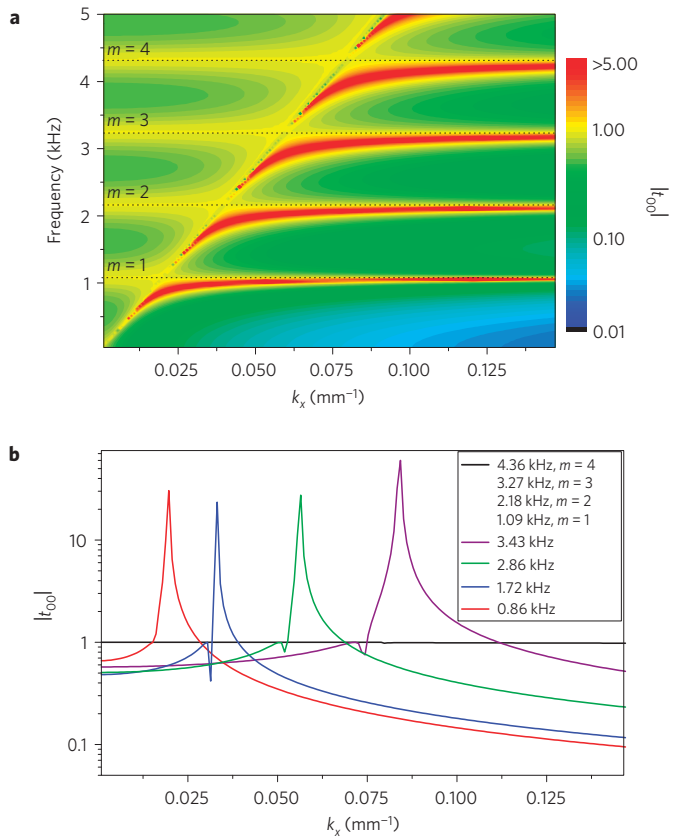 a
5
4
3
2
1
Frequency (kHz)
m = 4
m = 3
m = 2
m = 1
0.025 0.050 0.075 0.100 0.125
kₓ (mm⁻¹)
>5.00
1.00
0.10
0.01
|t₀₀|
b
10
1
0.1
|t₀₀|
4.36 kHz, m = 4
3.27 kHz, m = 3
2.18 kHz, m = 2
1.09 kHz, m = 1
3.43 kHz
2.86 kHz
1.72 kHz
0.86 kHz
0.025 0.050 0.075 0.100 0.125
kₓ (mm⁻¹)